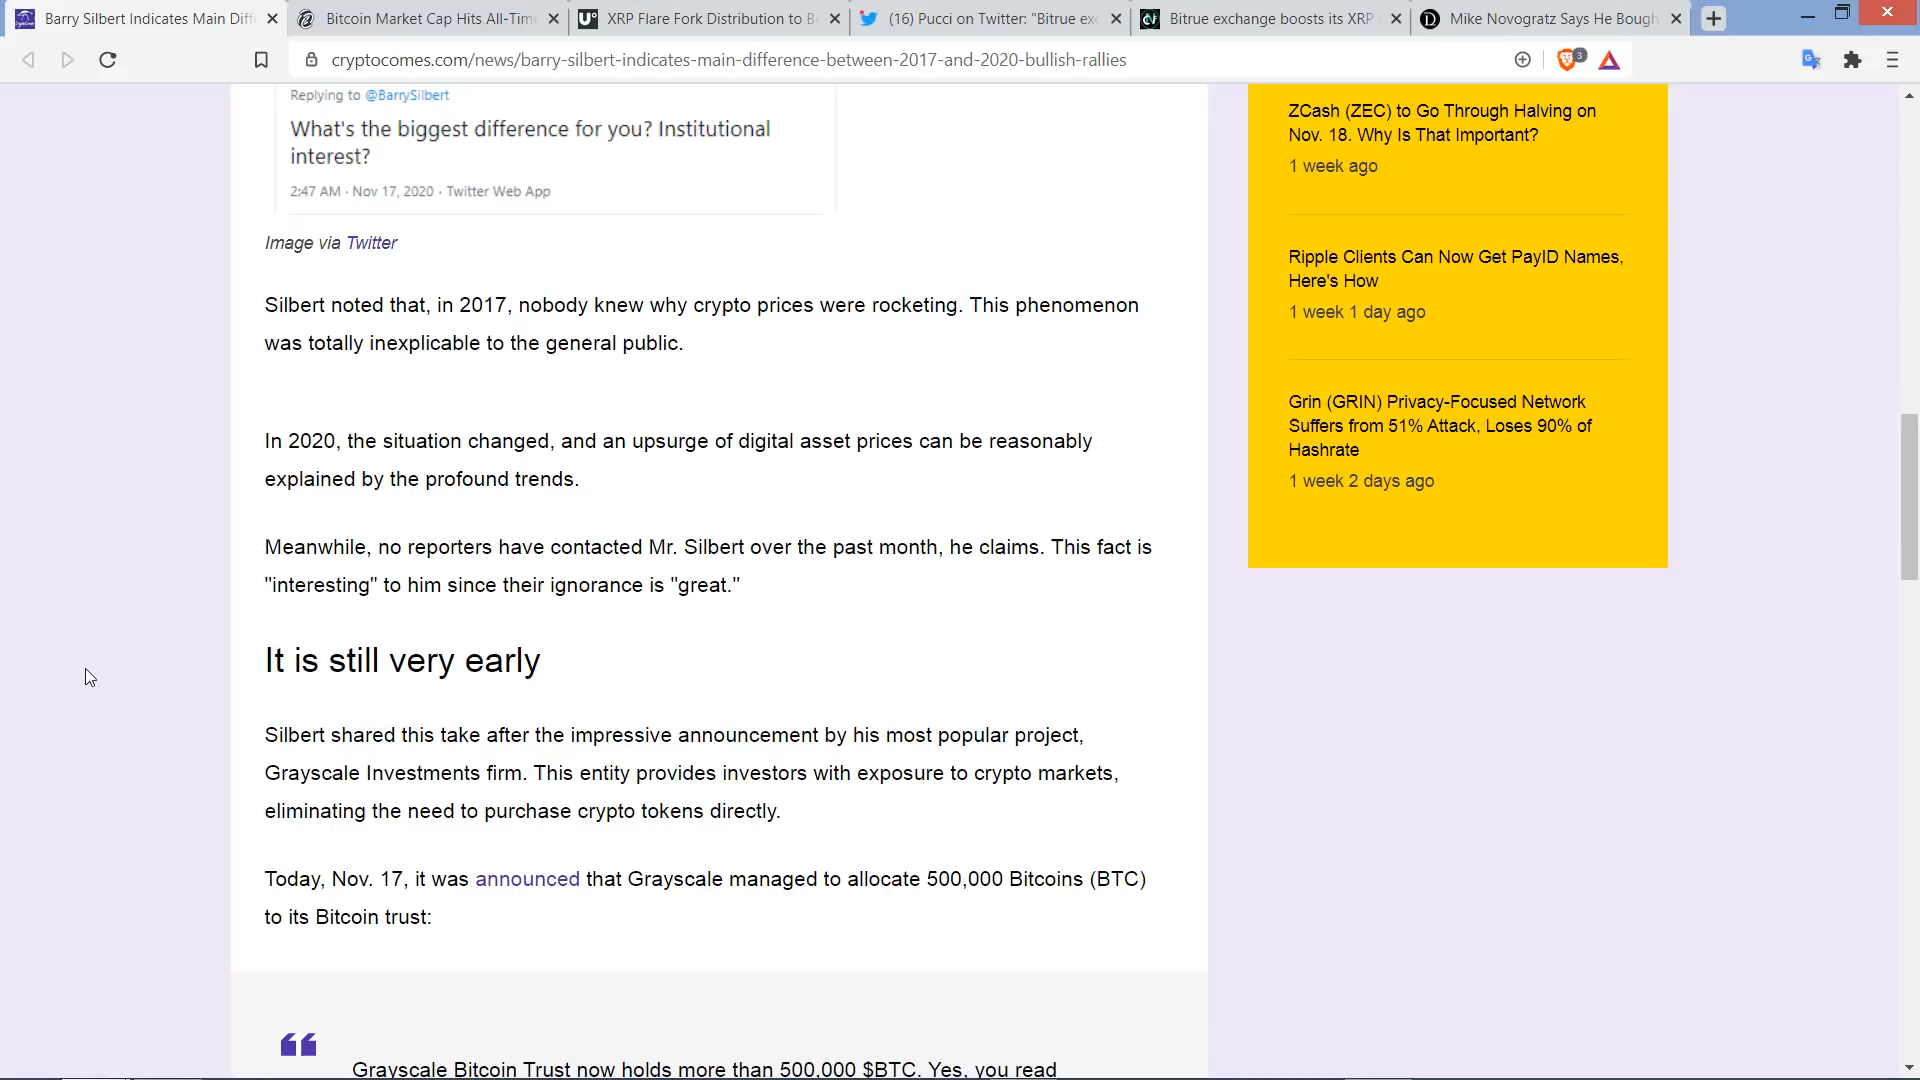 Barry Silbert Indicates Main Diff
Bitcoin Market Cap Hits All-Tim
XRP Flare Fork Distribution to B
(16) Pucci on Twitter: "Bitrue exc
Bitrue exchange boosts its XRP
Mike Novogratz Says He Bough
cryptocomes.com/news/barry-silbert-indicates-main-difference-between-2017-and-2020-bullish-rallies
3
Replying to @BarrySilbert
What's the biggest difference for you? Institutional
interest?
2:47 AM · Nov 17, 2020 · Twitter Web App
Image via Twitter
Silbert noted that, in 2017, nobody knew why crypto prices were rocketing. This phenomenon
was totally inexplicable to the general public.
In 2020, the situation changed, and an upsurge of digital asset prices can be reasonably
explained by the profound trends.
Meanwhile, no reporters have contacted Mr. Silbert over the past month, he claims. This fact is
"interesting" to him since their ignorance is "great."
It is still very early
Silbert shared this take after the impressive announcement by his most popular project,
Grayscale Investments firm. This entity provides investors with exposure to crypto markets,
eliminating the need to purchase crypto tokens directly.
Today, Nov. 17, it was announced that Grayscale managed to allocate 500,000 Bitcoins (BTC)
to its Bitcoin trust:
Grayscale Bitcoin Trust now holds more than 500,000 $BTC. Yes, you read
ZCash (ZEC) to Go Through Halving on
Nov. 18. Why Is That Important?
1 week ago
Ripple Clients Can Now Get PayID Names,
Here's How
1 week 1 day ago
Grin (GRIN) Privacy-Focused Network
Suffers from 51% Attack, Loses 90% of
Hashrate
1 week 2 days ago